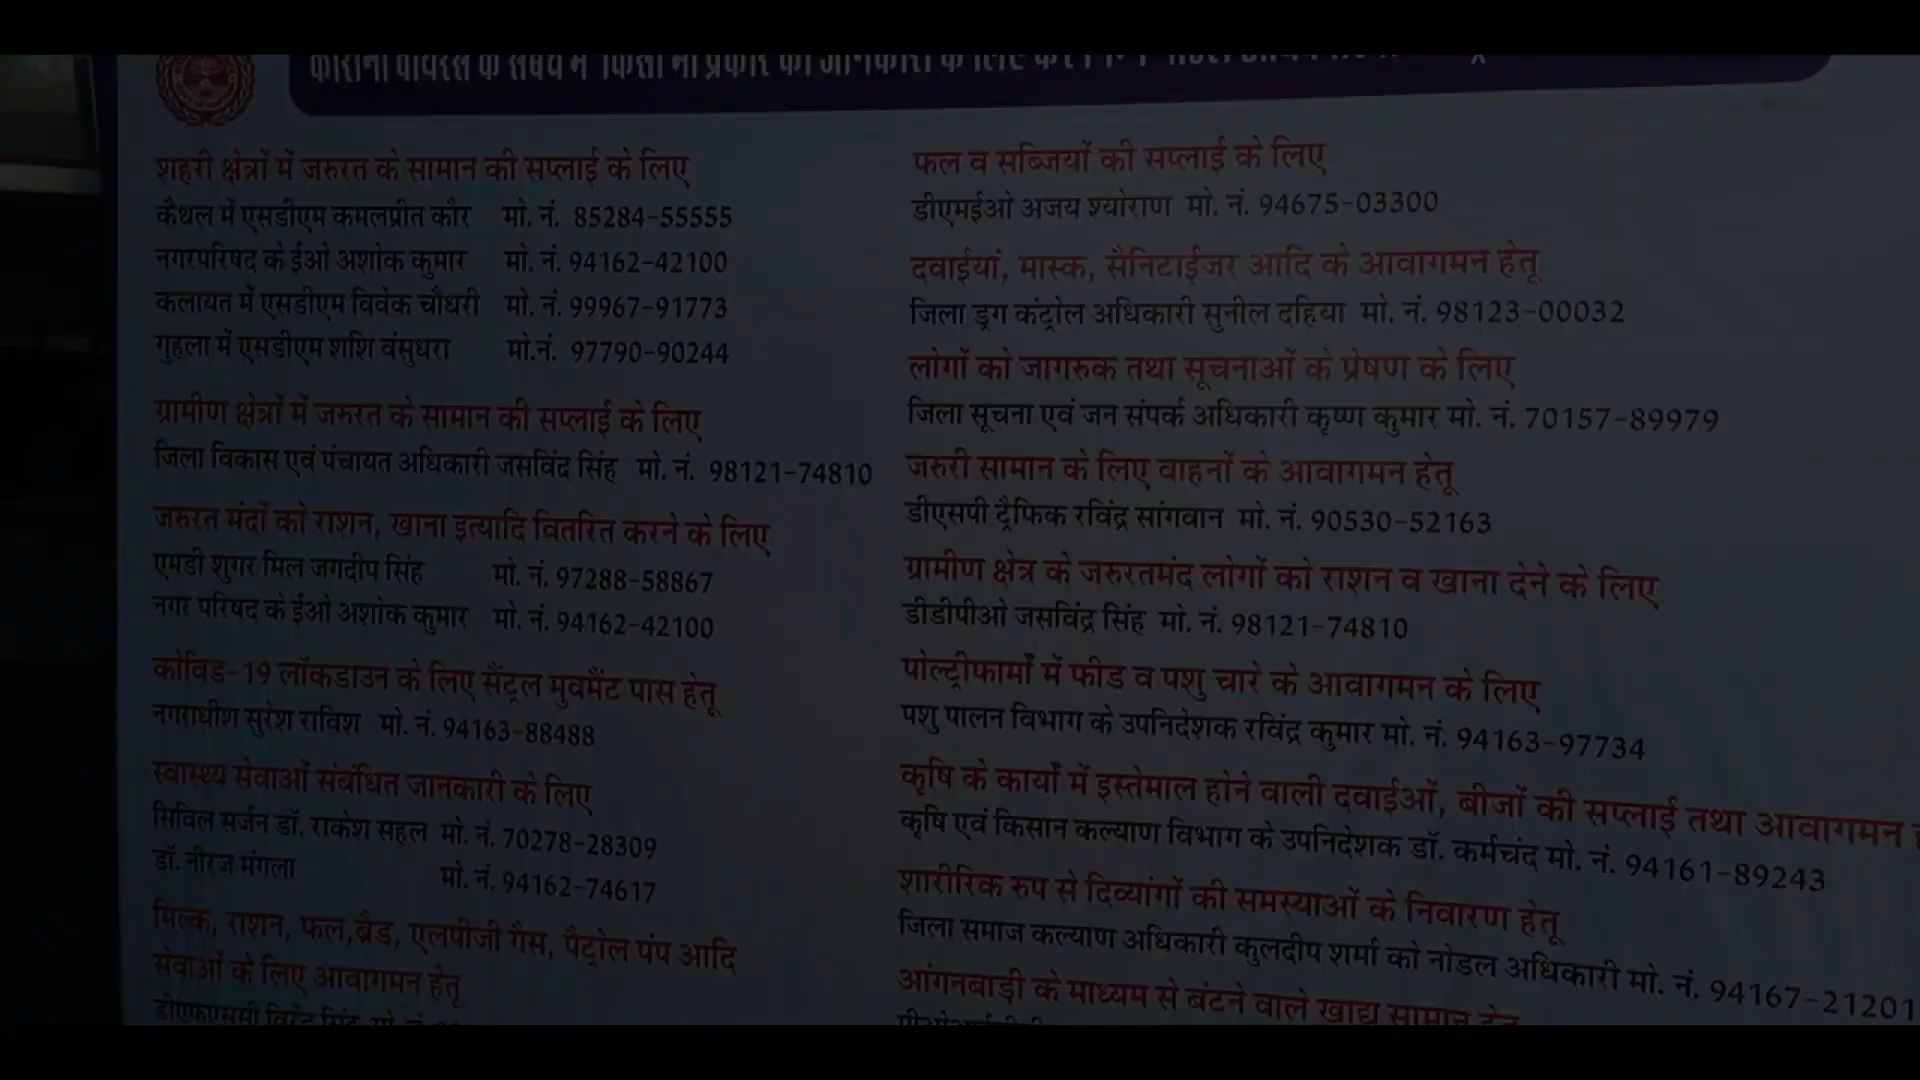 कोरोना वायरस के संबंध में किसी भी प्रकार की जानकारी के लिए करें
शहरी क्षेत्रों में जरुरत के सामान की सप्लाई के लिए
कैथल में एसडीएम कमलप्रीत कौर मो. नं. 85284-55555
नगरपरिषद के ईओ अशोक कुमार मो. नं. 94162-42100
कलायत में एसडीएम विवेक चौधरी मो. नं. 99967-91773
गुहला में एसडीएम शशि वंसुधरा मो.नं. 97790-90244
ग्रामीण क्षेत्रों में जरुरत के सामान की सप्लाई के लिए
जिला विकास एवं पंचायत अधिकारी जसविंद्र सिंह मो. नं. 98121-74810
जरुरत मंदों को राशन, खाना इत्यादि वितरित करने के लिए
एमडी शुगर मिल जगदीप सिंह मो. नं. 97288-58867
नगर परिषद के ईओ अशोक कुमार मो. नं. 94162-42100
कोविड-19 लॉकडाउन के लिए सैंट्रल मुवमैंट पास हेतू
नगराधीश सुरेश राविश मो. नं. 94163-88488
स्वास्थ्य सेवाओं संबंधित जानकारी के लिए
सिविल सर्जन डॉ. राकेश सहल मो. नं. 70278-28309
डॉ. नीरज मंगला मो. नं. 94162-74617
मिल्क, राशन, फल,ब्रैड, एलपीजी गैस, पैट्रोल पंप आदि
सेवाओं के लिए आवागमन हेतू
डीएफएससी विरेंद्र सिंह मो. नं.
फल व सब्जियों की सप्लाई के लिए
डीएमईओ अजय श्योराण मो. नं. 94675-03300
दवाईयां, मास्क, सैनिटाईजर आदि के आवागमन हेतू
जिला ड्रग कंट्रोल अधिकारी सुनील दहिया मो. नं. 98123-00032
लोगों को जागरुक तथा सूचनाओं के प्रेषण के लिए
जिला सूचना एवं जन संपर्क अधिकारी कृष्ण कुमार मो. नं. 70157-89979
जरुरी सामान के लिए वाहनों के आवागमन हेतू
डीएसपी ट्रैफिक रविंद्र सांगवान मो. नं. 90530-52163
ग्रामीण क्षेत्र के जरुरतमंद लोगों को राशन व खाना देने के लिए
डीडीपीओ जसविंद्र सिंह मो. नं. 98121-74810
पोल्ट्रीफार्मों में फीड व पशु चारे के आवागमन के लिए
पशु पालन विभाग के उपनिदेशक रविंद्र कुमार मो. नं. 94163-97734
कृषि के कार्यों में इस्तेमाल होने वाली दवाईओं, बीजों की सप्लाई तथा आवागमन
कृषि एवं किसान कल्याण विभाग के उपनिदेशक डॉ. कर्मचंद मो. नं. 94161-89243
शारीरिक रुप से दिव्यांगों की समस्याओं के निवारण हेतू
जिला समाज कल्याण अधिकारी कुलदीप शर्मा को नोडल अधिकारी मो. नं. 94167-21201
आंगनबाड़ी के माध्यम से बंटने वाले खाद्य सामान हेतू